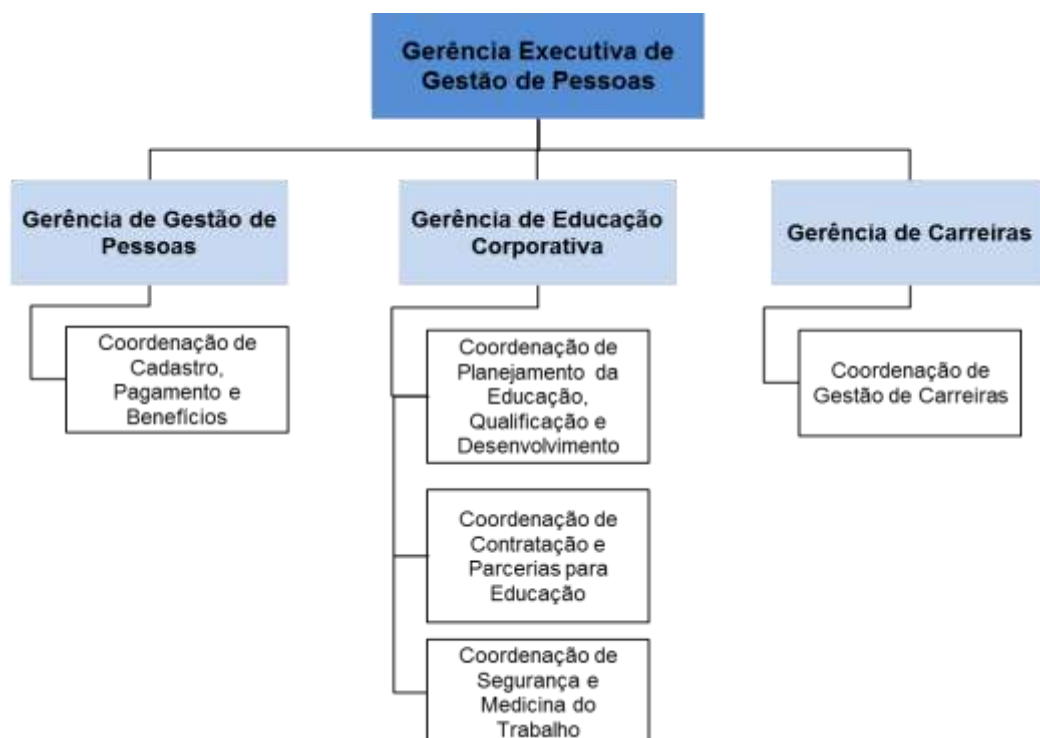 Gerência Executiva de
Gestão de Pessoas
Gerência de Gestão de
Pessoas
Gerência de Educação
Corporativa
Gerência de Carreiras
Coordenação de
Cadastro,
Pagamento e
Benefícios
Coordenação de
Planejamento da
Educação,
Qualificação e
Desenvolvimento
Coordenação de
Gestão de Carreiras
Coordenação de
Contratação e
Parcerias para
Educação
Coordenação de
Segurança e
Medicina do
Trabalho